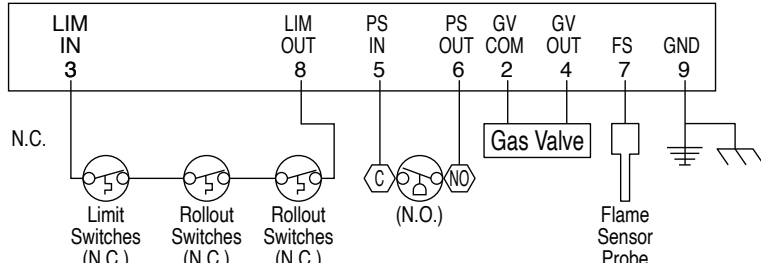 LIM IN 3
LIM OUT 8
PS IN 5
PS OUT 6
GV COM 2
GV OUT 4
FS 7
GND 9
N.C.
Gas Valve
C
NO
Limit Switches (N.C.)
Rollout Switches (N.C.)
Rollout Switches (N.C.)
(N.O.)
Flame Sensor Probe